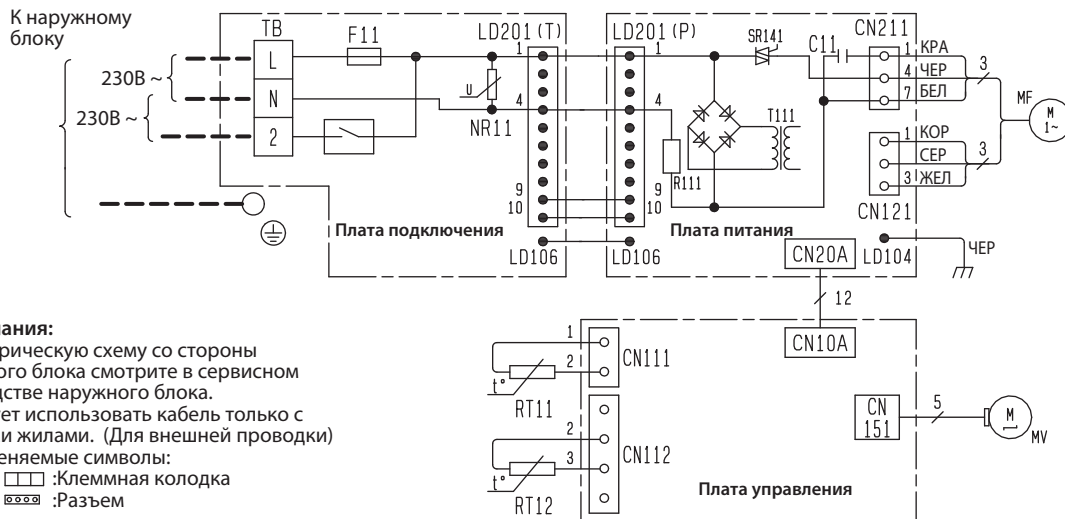 К наружному
блоку
TB
L
N
2
F11
230В ~
230В ~
U
NR11
LD201 (T)
1
4
9
10
LD106
Плата подключения
LD201 (P)
1
4
9
10
LD106
Плата питания
R111
T111
SR141
C11
CN211
1 КРА
4 ЧЕР
7 БЕЛ
3
MF
M
1~
1 КОР
СЕР
3 ЖЕЛ
3
CN121
CN20A
LD104
ЧЕР
12
CN10A
1
2
CN111
t°
RT11
2
3
CN112
t°
RT12
CN
151
5
M
MV
Плата управления
ания:
рическую схему со стороны
ого блока смотрите в сервисном
дстве наружного блока.
ет использовать кабель только с
и жилами. (Для внешней проводки)
еняемые символы:
:Клеммная колодка
:Разъем